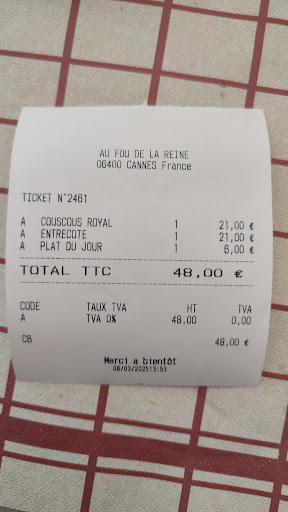 AU FOU DE LA REINE
06400 CANNES France
TICKET N°2461
A COUSCOUS ROYAL 1 21,00 €
A ENTRECOTE 1 21,00 €
A PLAT DU JOUR 1 6,00 €
TOTAL TTC 48,00 €
CODE TAUX TVA HT TVA
A TVA 0% 48,00 0,00
CB 48,00 €
Merci a bientôt
08/03/202513:53